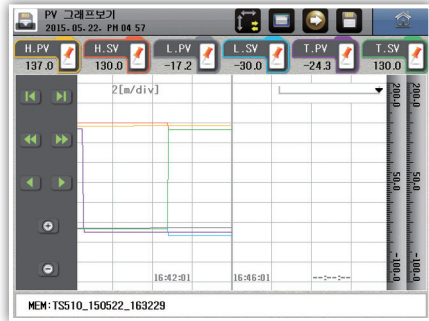 PV 그래프보기
2015.05.22. PM 04 57
H.PV H.SV L.PV L.SV T.PV T.SV
137.0 130.0 -17.2 -30.0 -24.3 130.0
2[m/div]
200.0 200.0
50.0 50.0
-100.0 -100.0
16:42:01 16:46:01 --:--:--
MEM:TS510_150522_163229